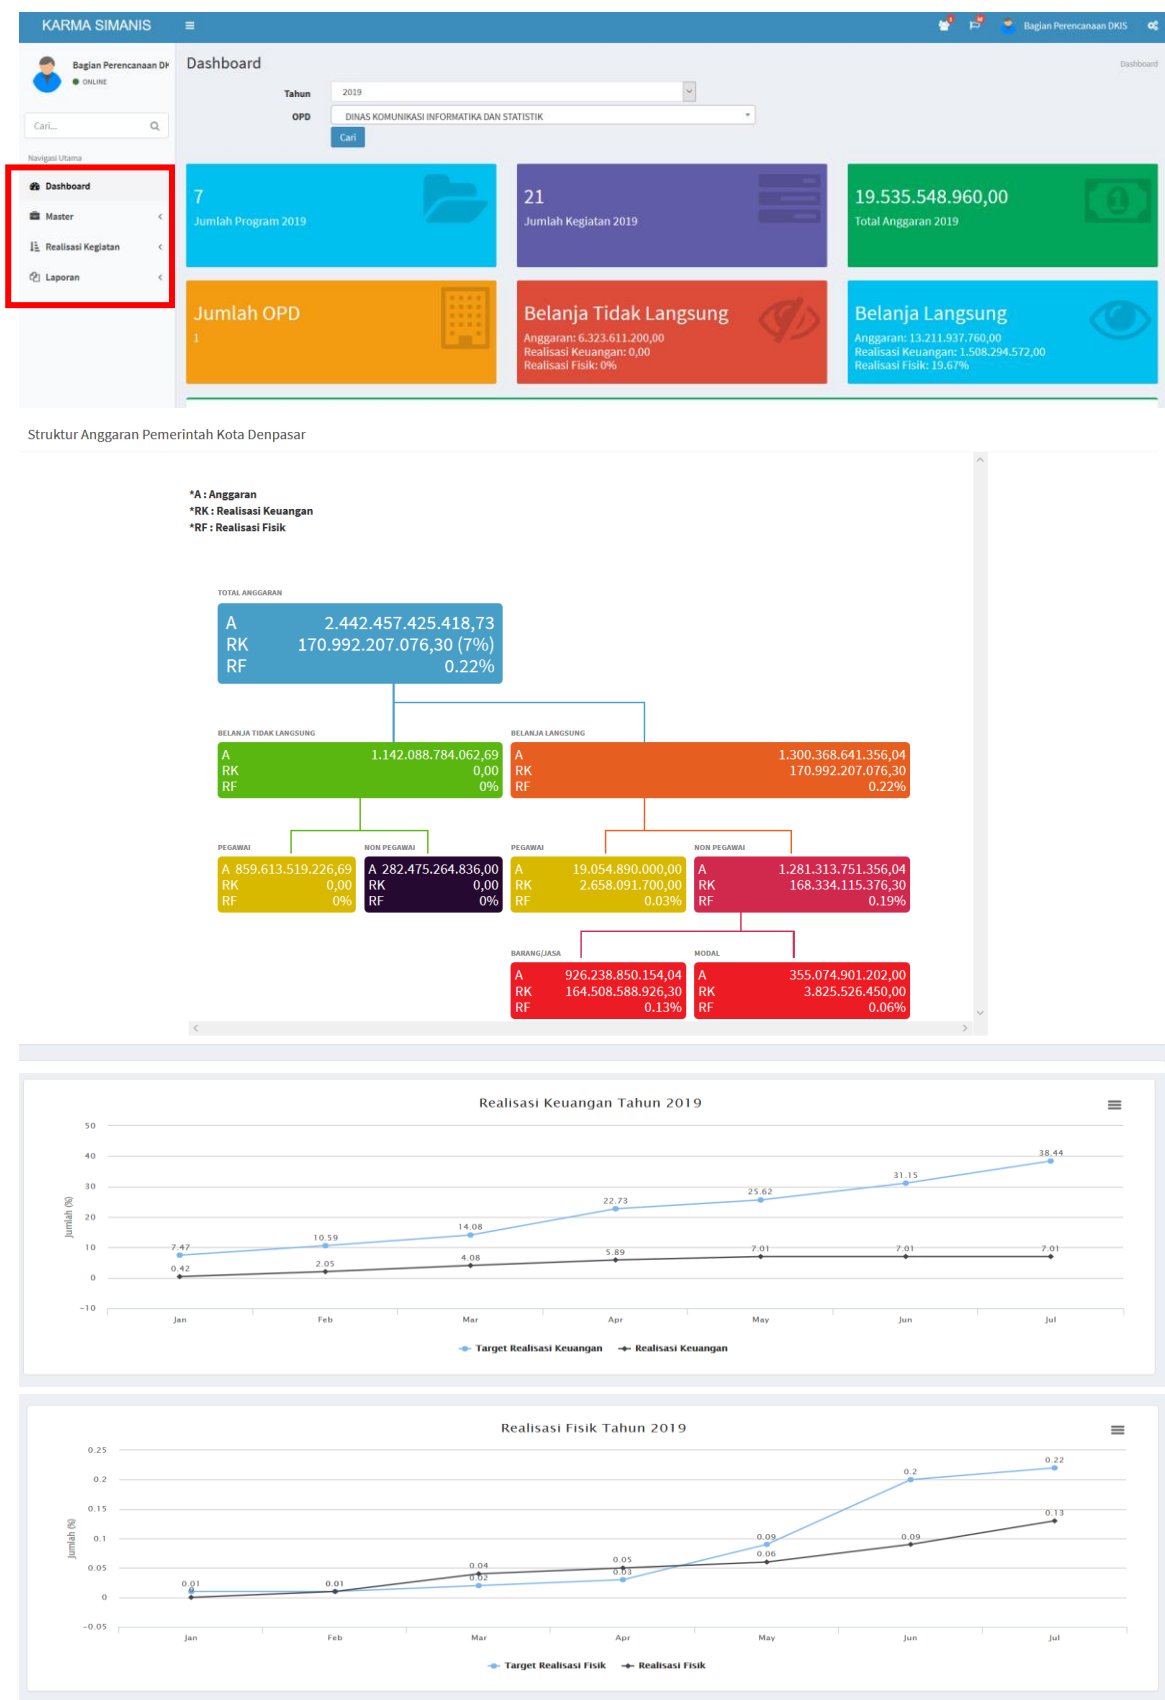 KARMA SIMANIS
Bagian Perencanaan DKIS
Bagian Perencanaan DK
ONLINE
Cari...
Navigasi Utama
Dashboard
Master
Realisasi Kegiatan
Laporan
Dashboard
Dashboard
Tahun 2019
OPD DINAS KOMUNIKASI INFORMATIKA DAN STATISTIK
Cari
7
Jumlah Program 2019
21
Jumlah Kegiatan 2019
19.535.548.960,00
Total Anggaran 2019
Jumlah OPD
1
Belanja Tidak Langsung
Anggaran: 6.323.611.200,00
Realisasi Keuangan: 0,00
Realisasi Fisik: 0%
Belanja Langsung
Anggaran: 13.211.937.760,00
Realisasi Keuangan: 1.508.294.572,00
Realisasi Fisik: 19.67%
Struktur Anggaran Pemerintah Kota Denpasar
*A : Anggaran
*RK : Realisasi Keuangan
*RF : Realisasi Fisik
TOTAL ANGGARAN
A 2.442.457.425.418,73
RK 170.992.207.076,30 (7%)
RF 0.22%
BELANJA TIDAK LANGSUNG
A 1.142.088.784.062,69
RK 0,00
RF 0%
BELANJA LANGSUNG
A 1.300.368.641.356,04
RK 170.992.207.076,30
RF 0.22%
PEGAWAI
A 859.613.519.226,69
RK 0,00
RF 0%
NON PEGAWAI
A 282.475.264.836,00
RK 0,00
RF 0%
PEGAWAI
A 19.054.890.000,00
RK 2.658.091.700,00
RF 0.03%
NON PEGAWAI
A 1.281.313.751.356,04
RK 168.334.115.376,30
RF 0.19%
BARANG/JASA
A 926.238.850.154,04
RK 164.508.588.926,30
RF 0.13%
MODAL
A 355.074.901.202,00
RK 3.825.526.450,00
RF 0.06%
Realisasi Keuangan Tahun 2019
Jumlah (%)
50
40
30
20
10
0
-10
7.47 10.59 14.08 22.73 25.62 31.15 38.44
0.42 2.05 4.08 5.89 7.01 7.01 7.01
Jan Feb Mar Apr May Jun Jul
Target Realisasi Keuangan Realisasi Keuangan
Realisasi Fisik Tahun 2019
Jumlah (%)
0.25
0.2
0.15
0.1
0.05
0
-0.05
0.01 0.01 0.02 0.03 0.09 0.2 0.22
0 0.01 0.04 0.05 0.06 0.09 0.13
Jan Feb Mar Apr May Jun Jul
Target Realisasi Fisik Realisasi Fisik